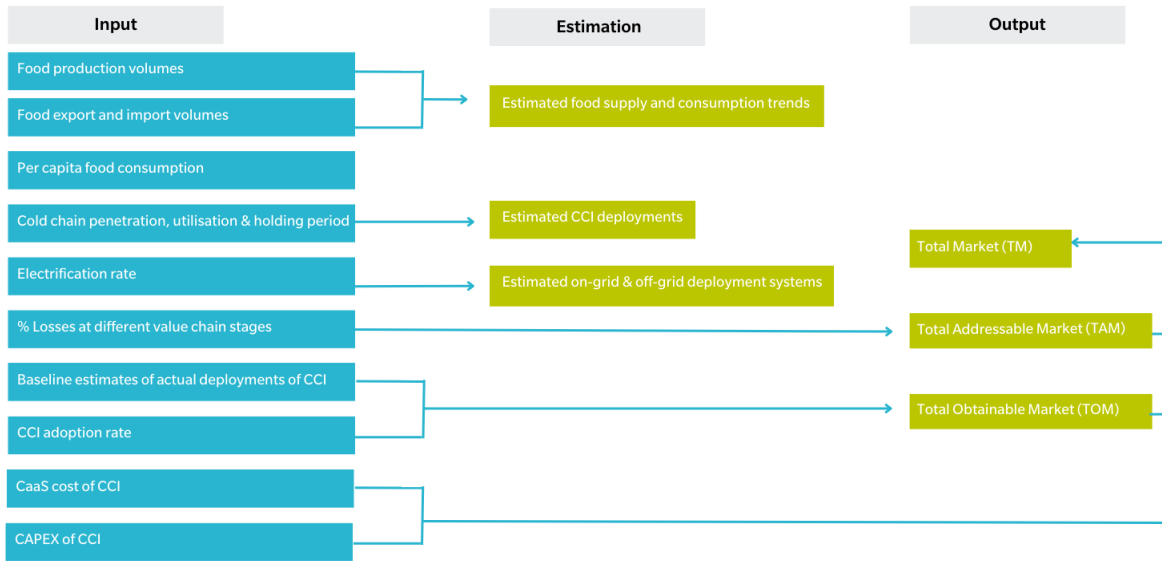 Input
Estimation
Output
Food production volumes
Food export and import volumes
Per capita food consumption
Cold chain penetration, utilisation & holding period
Electrification rate
% Losses at different value chain stages
Baseline estimates of actual deployments of CCI
CCI adoption rate
CaaS cost of CCI
CAPEX of CCI
Estimated food supply and consumption trends
Estimated CCI deployments
Estimated on-grid & off-grid deployment systems
Total Market (TM)
Total Addressable Market (TAM)
Total Obtainable Market (TOM)